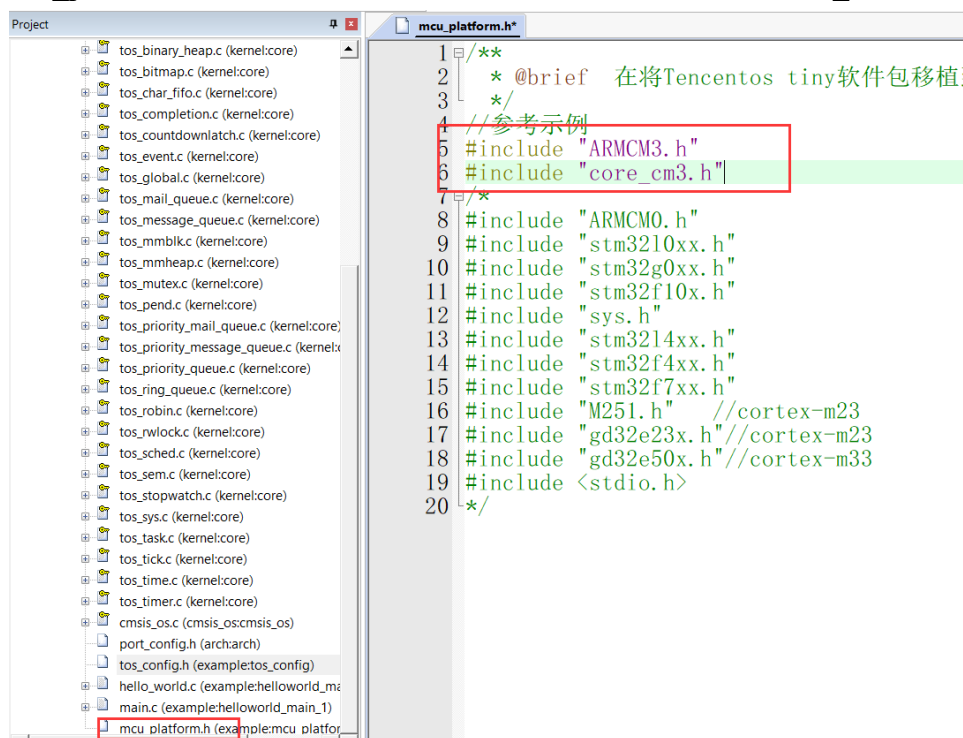 Project
tos_binary_heap.c (kernel:core)
tos_bitmap.c (kernel:core)
tos_char_fifo.c (kernel:core)
tos_completion.c (kernel:core)
tos_countdownlatch.c (kernel:core)
tos_event.c (kernel:core)
tos_global.c (kernel:core)
tos_mail_queue.c (kernel:core)
tos_message_queue.c (kernel:core)
tos_mmblk.c (kernel:core)
tos_mmheap.c (kernel:core)
tos_mutex.c (kernel:core)
tos_pend.c (kernel:core)
tos_priority_mail_queue.c (kernel:core)
tos_priority_message_queue.c (kernel:c
tos_priority_queue.c (kernel:core)
tos_ring_queue.c (kernel:core)
tos_robin.c (kernel:core)
tos_rwlock.c (kernel:core)
tos_sched.c (kernel:core)
tos_sem.c (kernel:core)
tos_stopwatch.c (kernel:core)
tos_sys.c (kernel:core)
tos_task.c (kernel:core)
tos_tick.c (kernel:core)
tos_time.c (kernel:core)
tos_timer.c (kernel:core)
cmsis_os.c (cmsis_os:cmsis_os)
port_config.h (arch:arch)
tos_config.h (example:tos_config)
hello_world.c (example:helloworld_ma
main.c (example:helloworld_main_1)
mcu_platform.h (example:mcu_platfor
mcu_platform.h*
1 /**
2 * @brief 在将Tencentos tiny软件包移植
3 */
4 //参考示例
5 #include "ARMCM3.h"
6 #include "core_cm3.h"
7 /*
8 #include "ARMCM0.h"
9 #include "stm32l0xx.h"
10 #include "stm32g0xx.h"
11 #include "stm32f10x.h"
12 #include "sys.h"
13 #include "stm32l4xx.h"
14 #include "stm32f4xx.h"
15 #include "stm32f7xx.h"
16 #include "M251.h" //cortex-m23
17 #include "gd32e23x.h"//cortex-m23
18 #include "gd32e50x.h"//cortex-m33
19 #include <stdio.h>
20 */